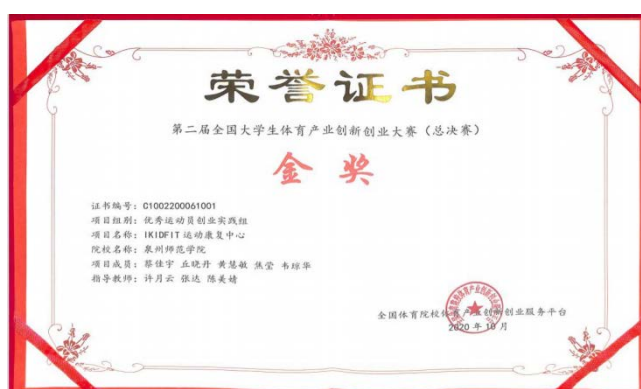 荣誉证书
第二届全国大学生体育产业创新创业大赛（总决赛）
金奖
证书编号：C1002200061001
项目组别：优秀运动员创业实践组
项目名称：IKIDFIT运动康复中心
院校名称：泉州师范学院
项目成员：蔡佳宇 丘晓丹 黄慧敏 焦莹 韦琼华
指导教师：许月云 张达 陈美婧
全国体育院校体育产业创新创业服务平台
2020年10月